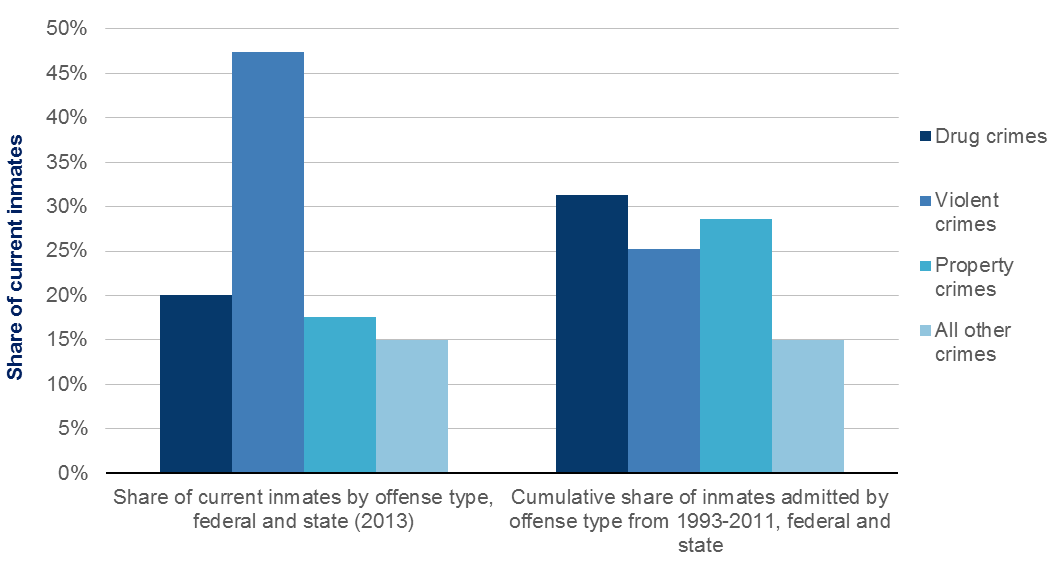 50%
45%
40%
35%
30%
25%
20%
15%
10%
5%
0%
Share of current inmates
Share of current inmates by offense type,
federal and state (2013)
Cumulative share of inmates admitted by
offense type from 1993-2011, federal and
state
Drug crimes
Violent
crimes
Property
crimes
All other
crimes